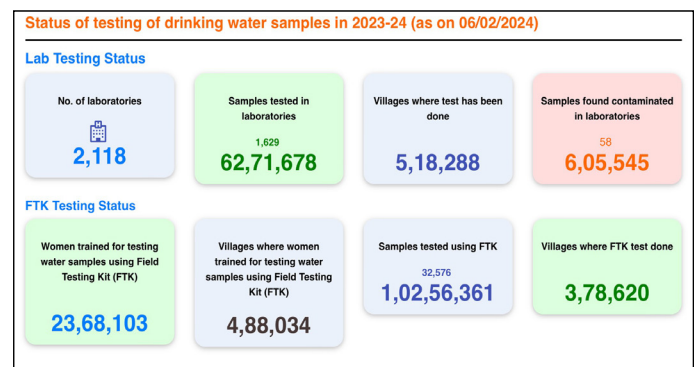 Status of testing of drinking water samples in 2023-24 (as on 06/02/2024)
Lab Testing Status
No. of laboratories
2,118
Samples tested in
laboratories
1,629
62,71,678
Villages where test has been
done
5,18,288
Samples found contaminated
in laboratories
58
6,05,545
FTK Testing Status
Women trained for testing
water samples using Field
Testing Kit (FTK)
23,68,103
Villages where women
trained for testing water
samples using Field Testing
Kit (FTK)
4,88,034
Samples tested using FTK
32,576
1,02,56,361
Villages where FTK test done
3,78,620